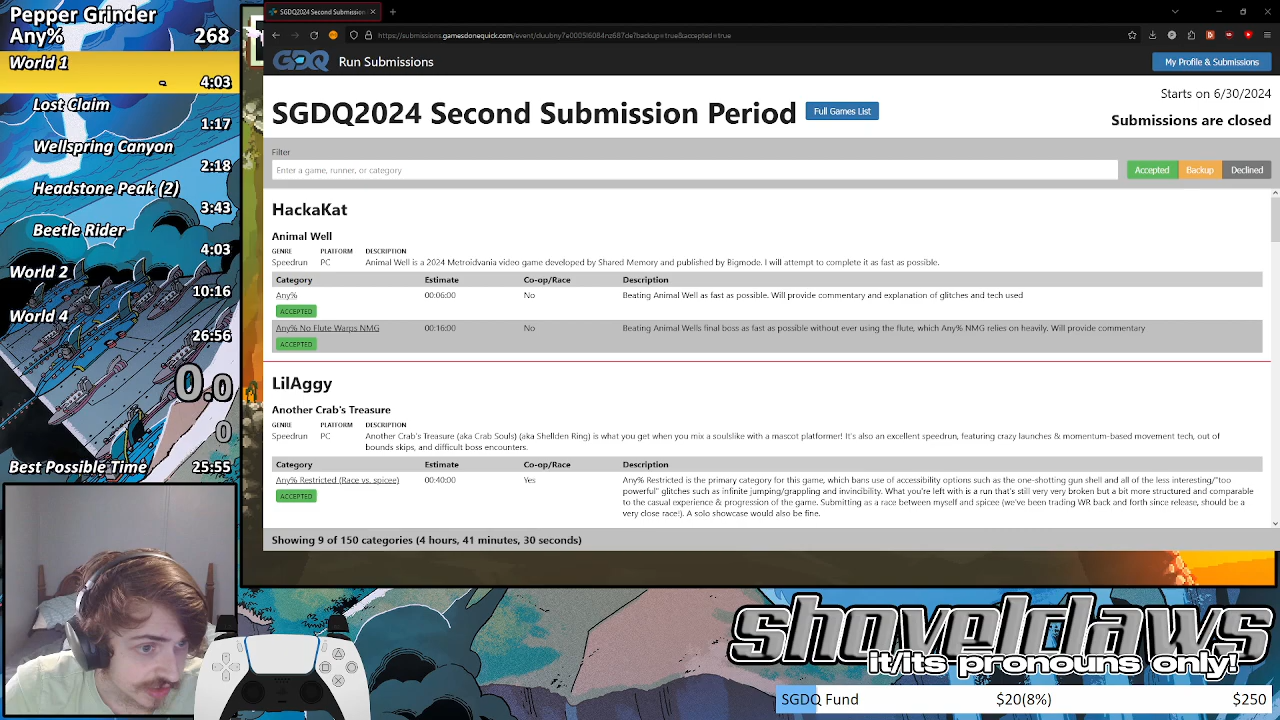 Pepper Grinder
Any% 268
World 1
4:03
Lost Claim
1:17
Wellspring Canyon
2:18
Headstone Peak (2)
3:43
Beetle Rider
4:03
World 2
10:16
World 4
26:56
0.0
0
Best Possible Time 25:55
SGDQ2024 Second Submission
https://submissions.gamesdonequick.com/event/duubny7e0005l6084nz687de?backup=true&accepted=true
GDQ Run Submissions
My Profile & Submissions
Starts on 6/30/2024
SGDQ2024 Second Submission Period
Full Games List
Submissions are closed
Filter
Enter a game, runner, or category
Accepted Backup Declined
HackaKat
Animal Well
GENRE PLATFORM DESCRIPTION
Speedrun PC Animal Well is a 2024 Metroidvania video game developed by Shared Memory and published by Bigmode. I will attempt to complete it as fast as possible.
Category Estimate Co-op/Race Description
Any% 00:06:00 No Beating Animal Well as fast as possible. Will provide commentary and explanation of glitches and tech used
ACCEPTED
Any% No Flute Warps NMG 00:16:00 No Beating Animal Wells final boss as fast as possible without ever using the flute, which Any% NMG relies on heavily. Will provide commentary
ACCEPTED
LilAggy
Another Crab's Treasure
GENRE PLATFORM DESCRIPTION
Speedrun PC Another Crab's Treasure (aka Crab Souls) (aka Shellden Ring) is what you get when you mix a soulslike with a mascot platformer! It's also an excellent speedrun, featuring crazy launches & momentum-based movement tech, out of
bounds skips, and difficult boss encounters.
Category Estimate Co-op/Race Description
Any% Restricted (Race vs. spicee) 00:40:00 Yes Any% Restricted is the primary category for this game, which bans use of accessibility options such as the one-shotting gun shell and all of the less interesting/"too
ACCEPTED
powerful" glitches such as infinite jumping/grappling and invincibility. What you're left with is a run that's still very very broken but a bit more structured and comparable
to the casual experience & progression of the game. Submitting as a race between myself and spicee (we've been trading WR back and forth since release, should be a
very close race!). A solo showcase would also be fine.
Showing 9 of 150 categories (4 hours, 41 minutes, 30 seconds)
shovelclaws
it/its pronouns only!
SGDQ Fund $20(8%) $250